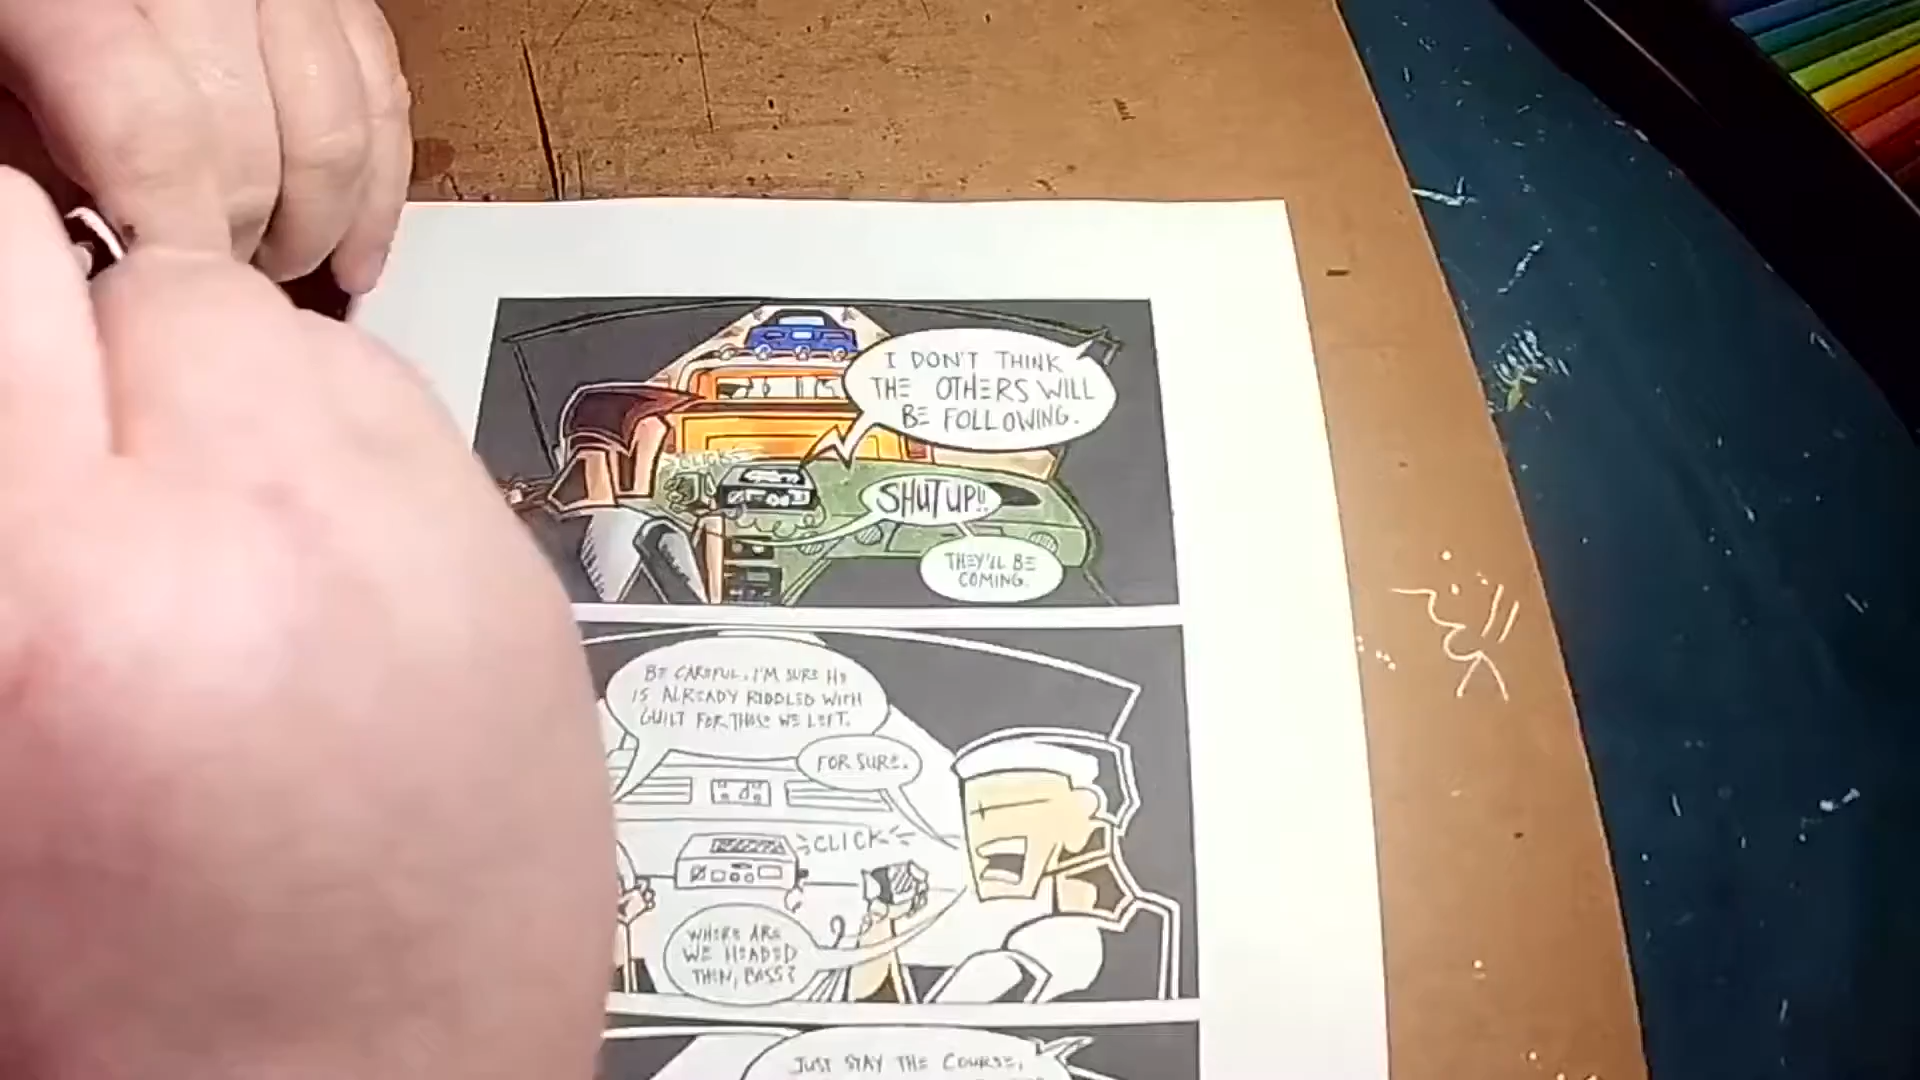 I DON'T THINK
THE OTHERS WILL
BE FOLLOWING.
CLICK
SHUT UP!!
THEY'LL BE
COMING.
BE CAREFUL, I'M SURE HE
IS ALREADY RIDDLED WITH
GUILT FOR THOSE WE LEFT.
FOR SURE.
CLICK
WHERE ARE
WE HEADED
THEN, BOSS?
JUST STAY THE COURSE,